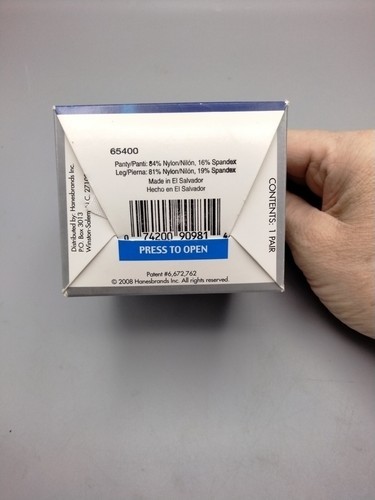 65400
Panty/Panti: 84% Nylon/Nilón, 16% Spandex
Leg/Pierna: 81% Nylon/Nilón, 19% Spandex
Made in El Salvador
Hecho en El Salvador
0 74200 90981 4
PRESS TO OPEN
Patent #6,672,762
© 2008 Hanesbrands Inc. All rights reserved.
Distributed by: Hanesbrands Inc.
P.O. Box 3013
Winston-Salem
CONTENTS: 1 PAIR